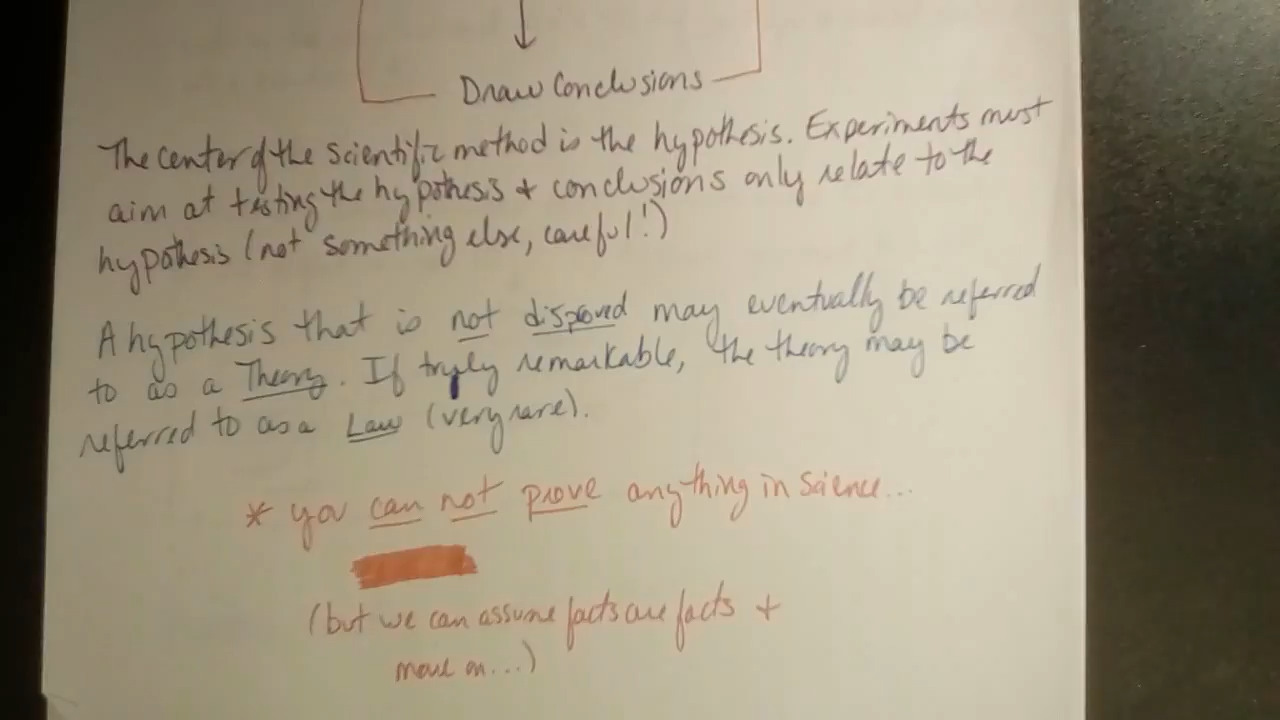 Draw Conclusions
The center of the scientific method is the hypothesis. Experiments must
aim at testing the hypothesis + conclusions only relate to the
hypothesis (not something else, careful!)
A hypothesis that is not disproved may eventually be referred
to as a Theory. If truly remarkable, the theory may be
referred to as a Law (very rare).
* you can not prove anything in science...
(but we can assume facts are facts +
move on...)